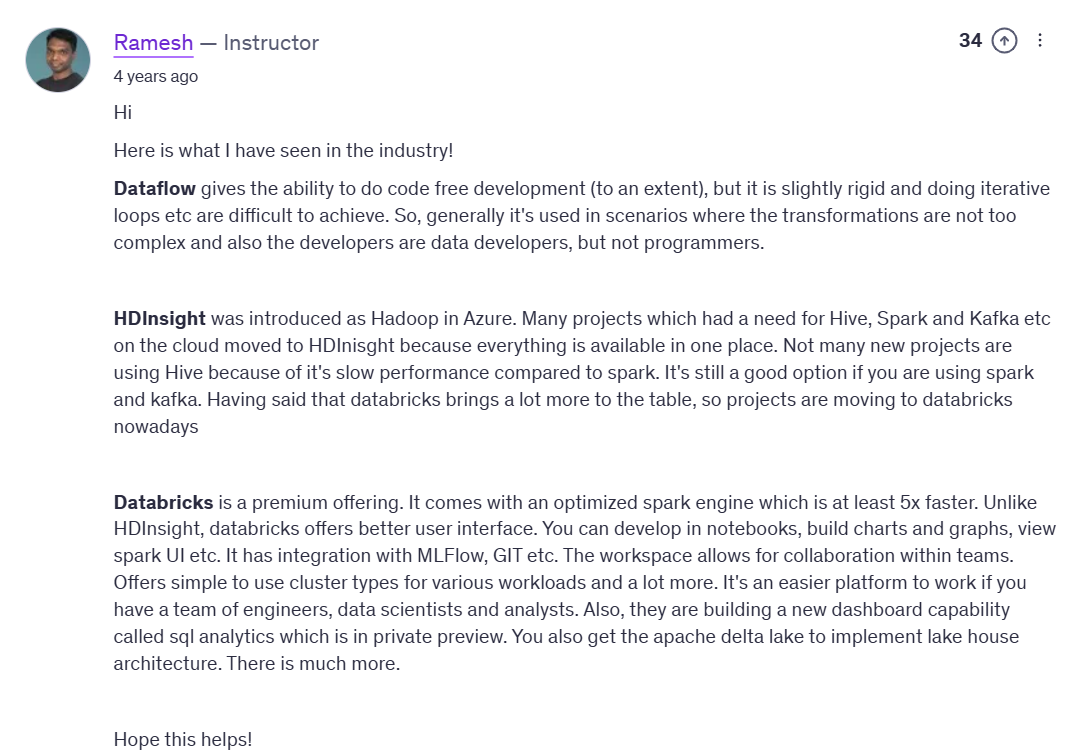 Ramesh — Instructor
34
4 years ago
Hi
Here is what I have seen in the industry!
Dataflow gives the ability to do code free development (to an extent), but it is slightly rigid and doing iterative
loops etc are difficult to achieve. So, generally it's used in scenarios where the transformations are not too
complex and also the developers are data developers, but not programmers.
HDInsight was introduced as Hadoop in Azure. Many projects which had a need for Hive, Spark and Kafka etc
on the cloud moved to HDInisght because everything is available in one place. Not many new projects are
using Hive because of it's slow performance compared to spark. It's still a good option if you are using spark
and kafka. Having said that databricks brings a lot more to the table, so projects are moving to databricks
nowadays
Databricks is a premium offering. It comes with an optimized spark engine which is at least 5x faster. Unlike
HDInsight, databricks offers better user interface. You can develop in notebooks, build charts and graphs, view
spark UI etc. It has integration with MLFlow, GIT etc. The workspace allows for collaboration within teams.
Offers simple to use cluster types for various workloads and a lot more. It's an easier platform to work if you
have a team of engineers, data scientists and analysts. Also, they are building a new dashboard capability
called sql analytics which is in private preview. You also get the apache delta lake to implement lake house
architecture. There is much more.
Hope this helps!